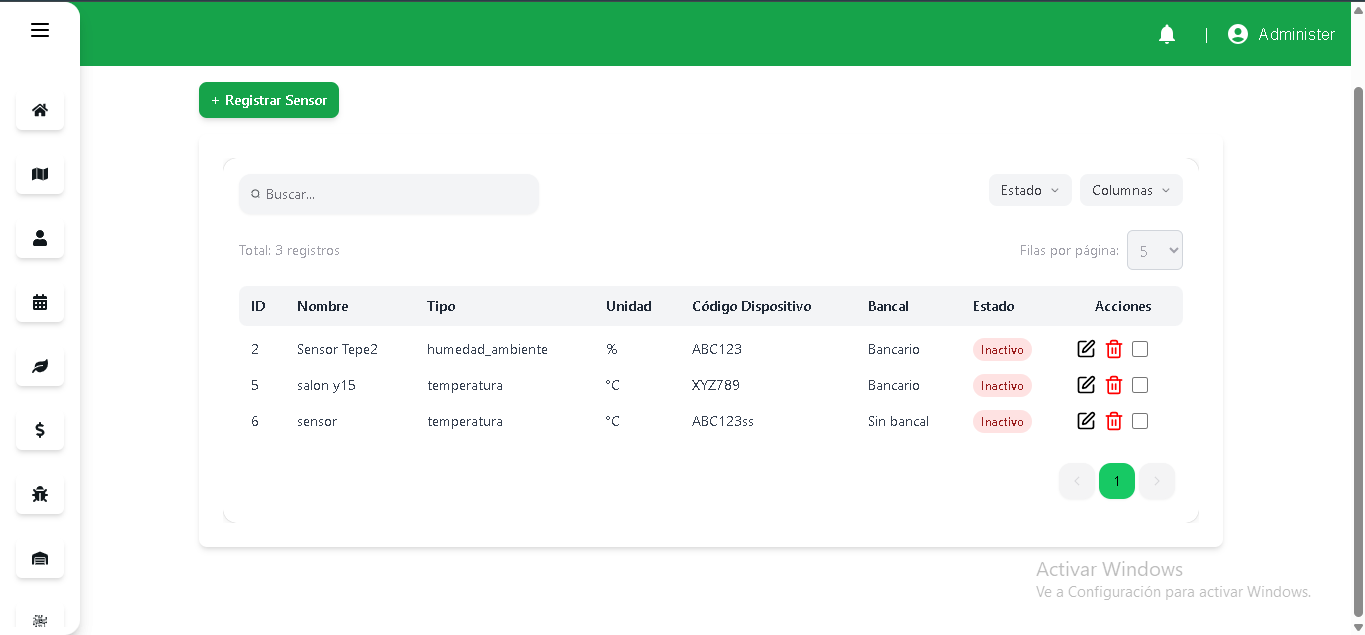 | Administer
+ Registrar Sensor
Buscar...
Estado Columnas
Total: 3 registros Filas por página: 5
ID Nombre Tipo Unidad Código Dispositivo Bancal Estado Acciones
2 Sensor Tepe2 humedad_ambiente % ABC123 Bancario Inactivo
5 salon y15 temperatura °C XYZ789 Bancario Inactivo
6 sensor temperatura °C ABC123ss Sin bancal Inactivo
< 1 >
Activar Windows
Ve a Configuración para activar Windows.